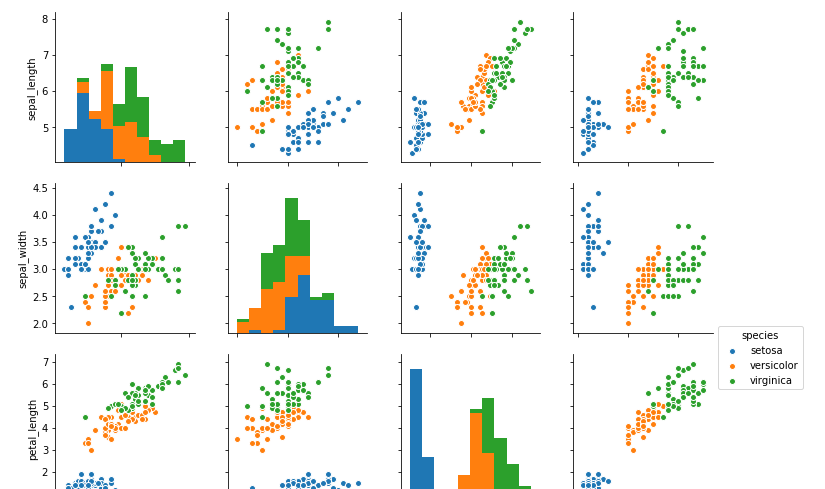 8
7
6
5
sepal_length
4.5
4.0
3.5
3.0
2.5
2.0
sepal_width
species
setosa
versicolor
virginica
7
6
5
4
3
2
petal_length